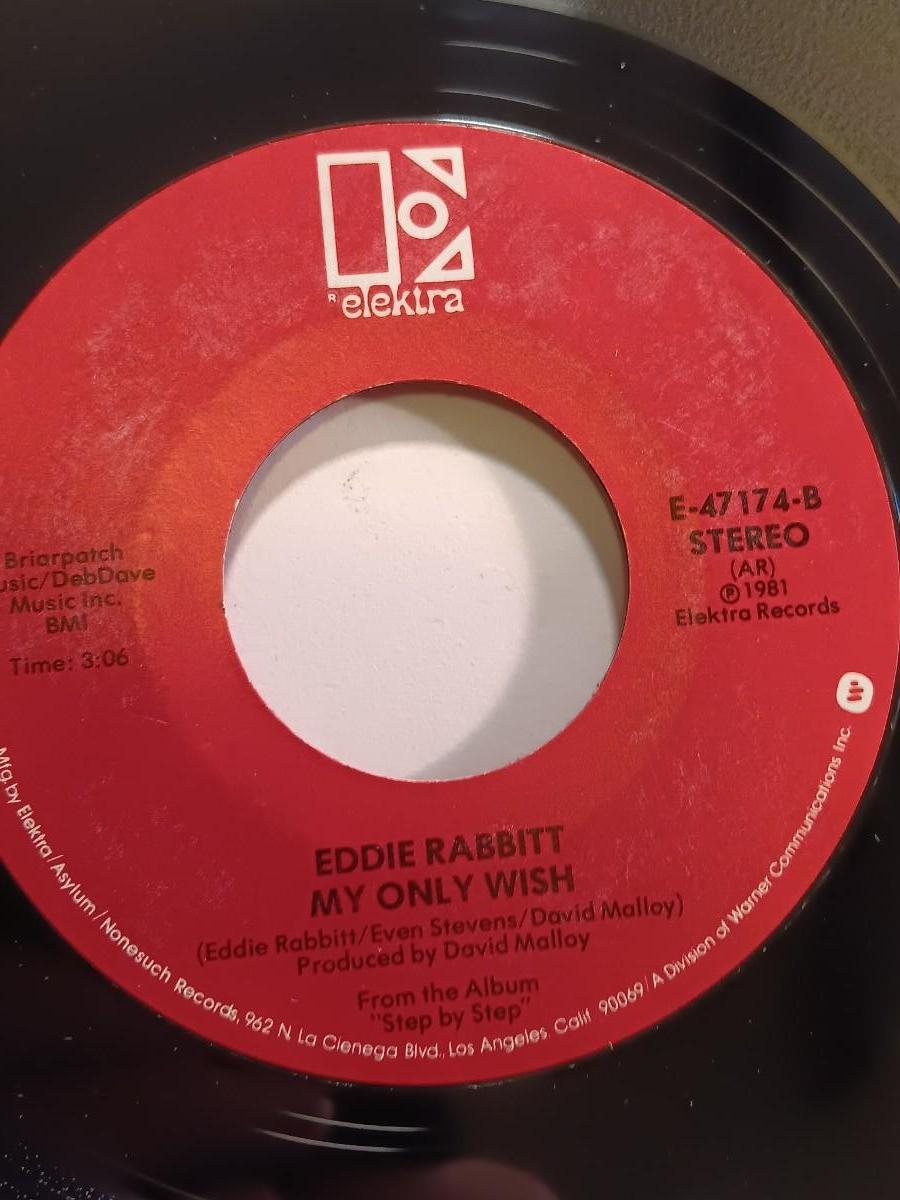 R elektra
E-47174-B
STEREO
(AR)
℗ 1981
Elektra Records
Briarpatch
/DebDave
Music Inc.
BMI
Time: 3:06
EDDIE RABBITT
MY ONLY WISH
(Eddie Rabbitt/Even Stevens/David Malloy)
Produced by David Malloy
From the Album
"Step by Step"
Mfg. by Elektra/Asylum/Nonesuch Records, 962 N. La Cienega Blvd., Los Angeles, Calif. 90069/A Division of Warner Communications Inc.